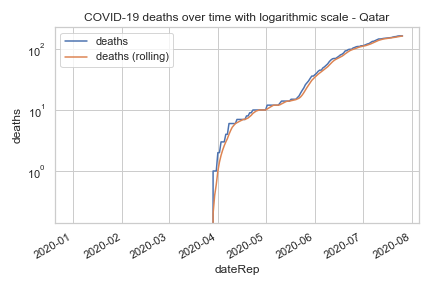 COVID-19 deaths over time with logarithmic scale - Qatar
deaths
deaths (rolling)
10²
10¹
10⁰
deaths
2020-01
2020-02
2020-03
2020-04
2020-05
2020-06
2020-07
2020-08
dateRep